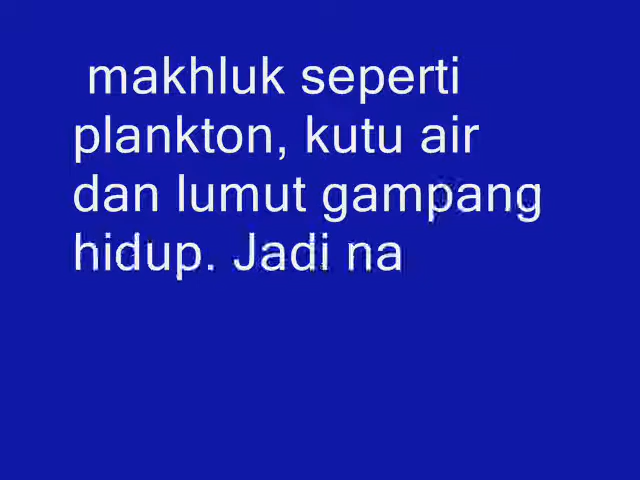 makhluk seperti
plankton, kutu air
dan lumut gampang
hidup. Jadi na